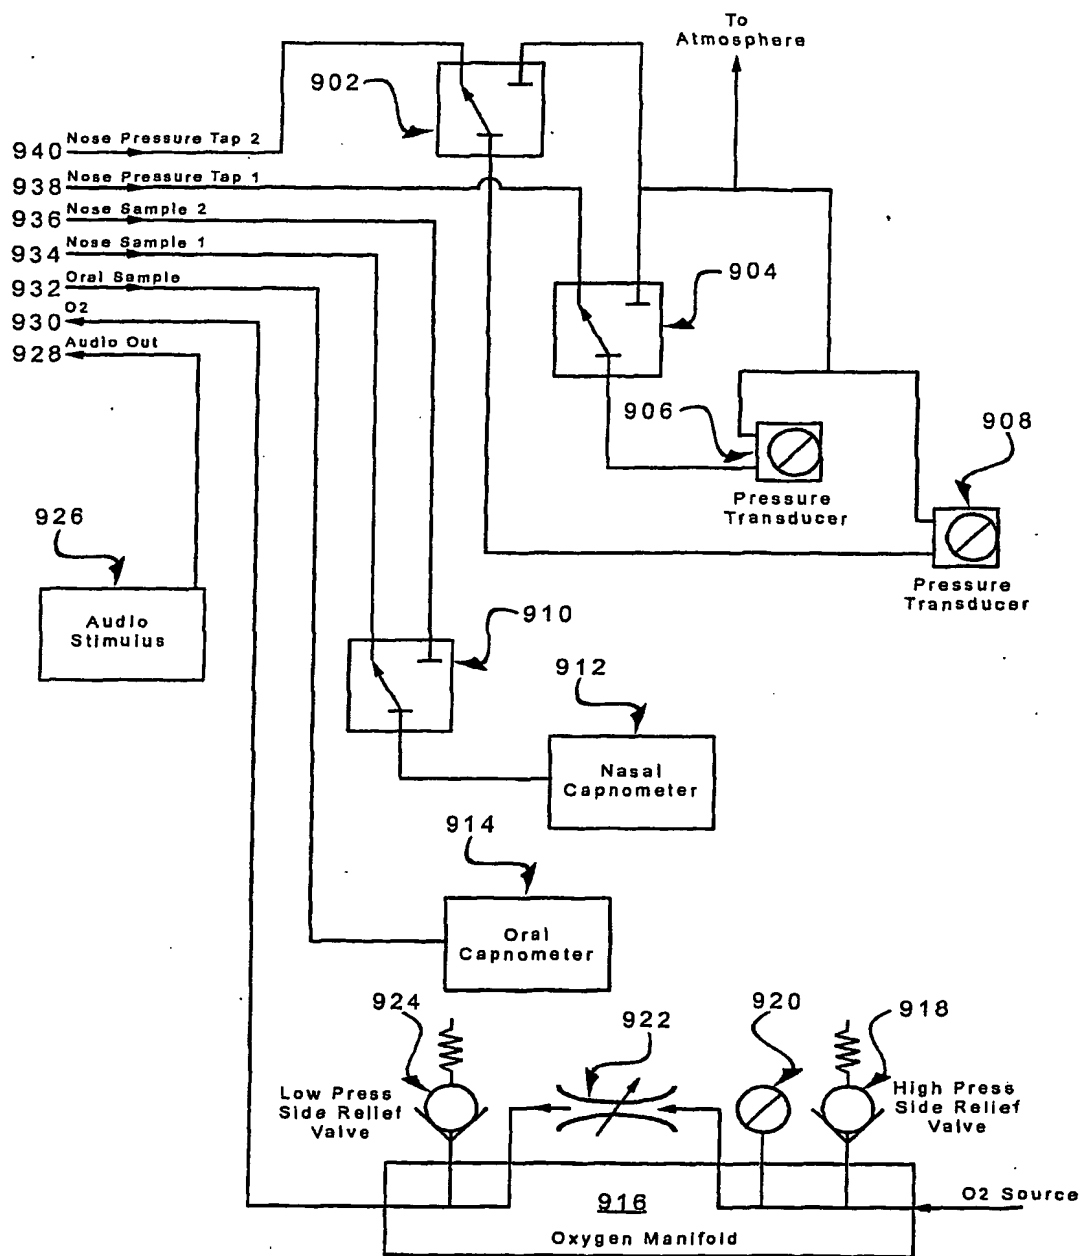 To
Atmosphere
902
940 Nose Pressure Tap 2
938 Nose Pressure Tap 1
936 Nose Sample 2
934 Nose Sample 1
932 Oral Sample
930 O2
928 Audio Out
904
906
908
Pressure
Transducer
Pressure
Transducer
926
Audio
Stimulus
910
912
Nasal
Capnometer
914
Oral
Capnometer
924
922
920
918
Low Press
Side Relief
Valve
High Press
Side Relief
Valve
916
O2 Source
Oxygen Manifold